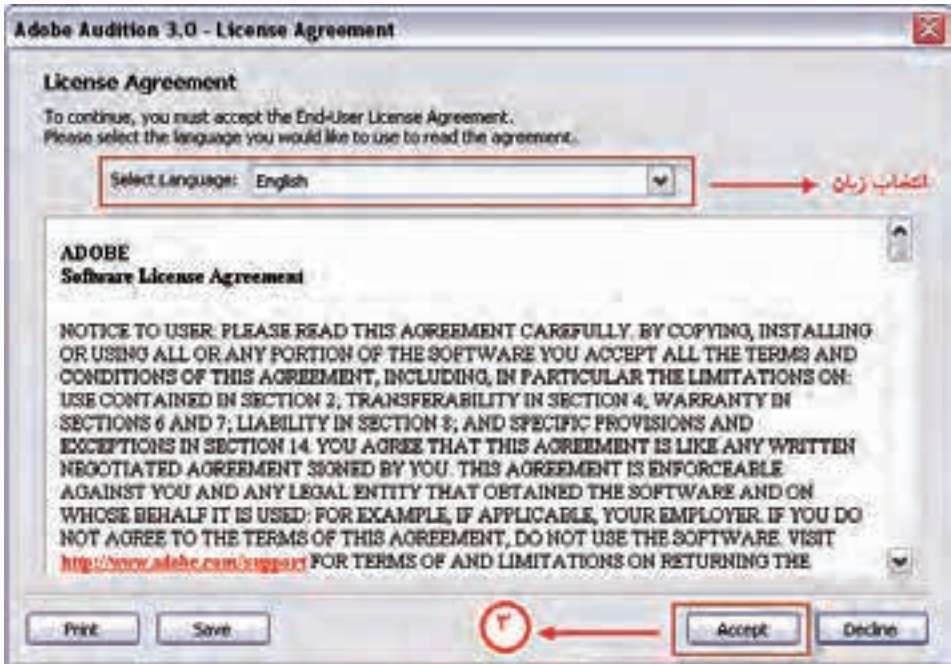 Adobe Audition 3.0 - License Agreement
License Agreement
To continue, you must accept the End-User License Agreement.
Please select the language you would like to use to read the agreement.
Select Language: English
انتخاب زبان
ADOBE
Software License Agreement
NOTICE TO USER: PLEASE READ THIS AGREEMENT CAREFULLY. BY COPYING, INSTALLING
OR USING ALL OR ANY PORTION OF THE SOFTWARE YOU ACCEPT ALL THE TERMS AND
CONDITIONS OF THIS AGREEMENT, INCLUDING, IN PARTICULAR THE LIMITATIONS ON:
USE CONTAINED IN SECTION 2; TRANSFERABILITY IN SECTION 4; WARRANTY IN
SECTIONS 6 AND 7; LIABILITY IN SECTION 8; AND SPECIFIC PROVISIONS AND
EXCEPTIONS IN SECTION 14. YOU AGREE THAT THIS AGREEMENT IS LIKE ANY WRITTEN
NEGOTIATED AGREEMENT SIGNED BY YOU. THIS AGREEMENT IS ENFORCEABLE
AGAINST YOU AND ANY LEGAL ENTITY THAT OBTAINED THE SOFTWARE AND ON
WHOSE BEHALF IT IS USED: FOR EXAMPLE, IF APPLICABLE, YOUR EMPLOYER. IF YOU DO
NOT AGREE TO THE TERMS OF THIS AGREEMENT, DO NOT USE THE SOFTWARE. VISIT
http://www.adobe.com/support FOR TERMS OF AND LIMITATIONS ON RETURNING THE
Print Save ۳ Accept Decline